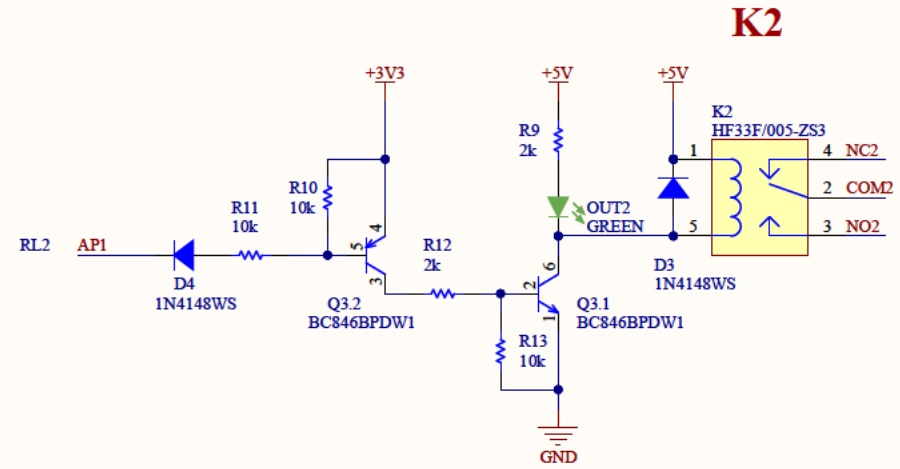 K2
+3V3
+5V
+5V
K2
HF33F/005-ZS3
R9
2k
1
4
NC2
R10
10k
2
COM2
R11
10k
4
OUT2
GREEN
5
3
NO2
RL2
AP1
5
R12
2k
6
D4
1N4148WS
3
2
D3
1N4148WS
Q3.2
BC846BPDW1
Q3.1
BC846BPDW1
1
R13
10k
GND